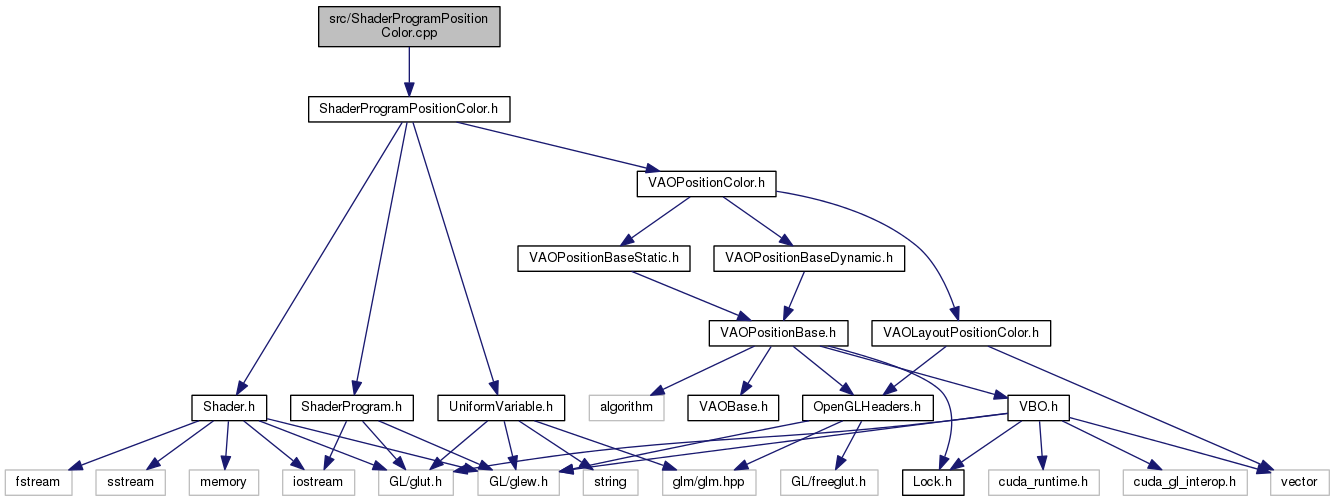 src/ShaderProgramPosition
Color.cpp
ShaderProgramPositionColor.h
VAOPositionColor.h
VAOPositionBaseStatic.h
VAOPositionBaseDynamic.h
VAOPositionBase.h
VAOLayoutPositionColor.h
Shader.h
ShaderProgram.h
UniformVariable.h
algorithm
VAOBase.h
OpenGLHeaders.h
VBO.h
fstream
sstream
memory
iostream
GL/glut.h
GL/glew.h
string
glm/glm.hpp
GL/freeglut.h
Lock.h
cuda_runtime.h
cuda_gl_interop.h
vector